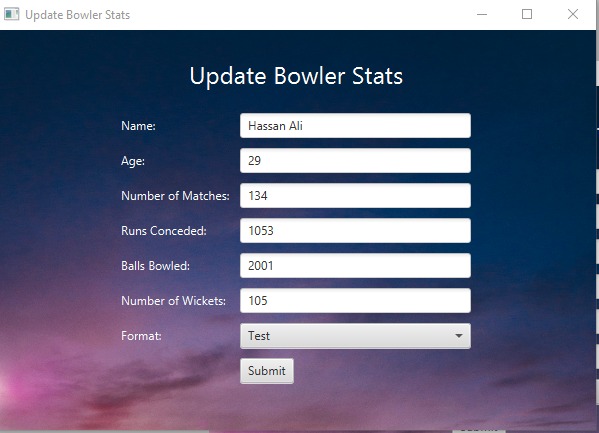 Update Bowler Stats
Update Bowler Stats
Name: Hassan Ali
Age: 29
Number of Matches: 134
Runs Conceded: 1053
Balls Bowled: 2001
Number of Wickets: 105
Format: Test
Submit